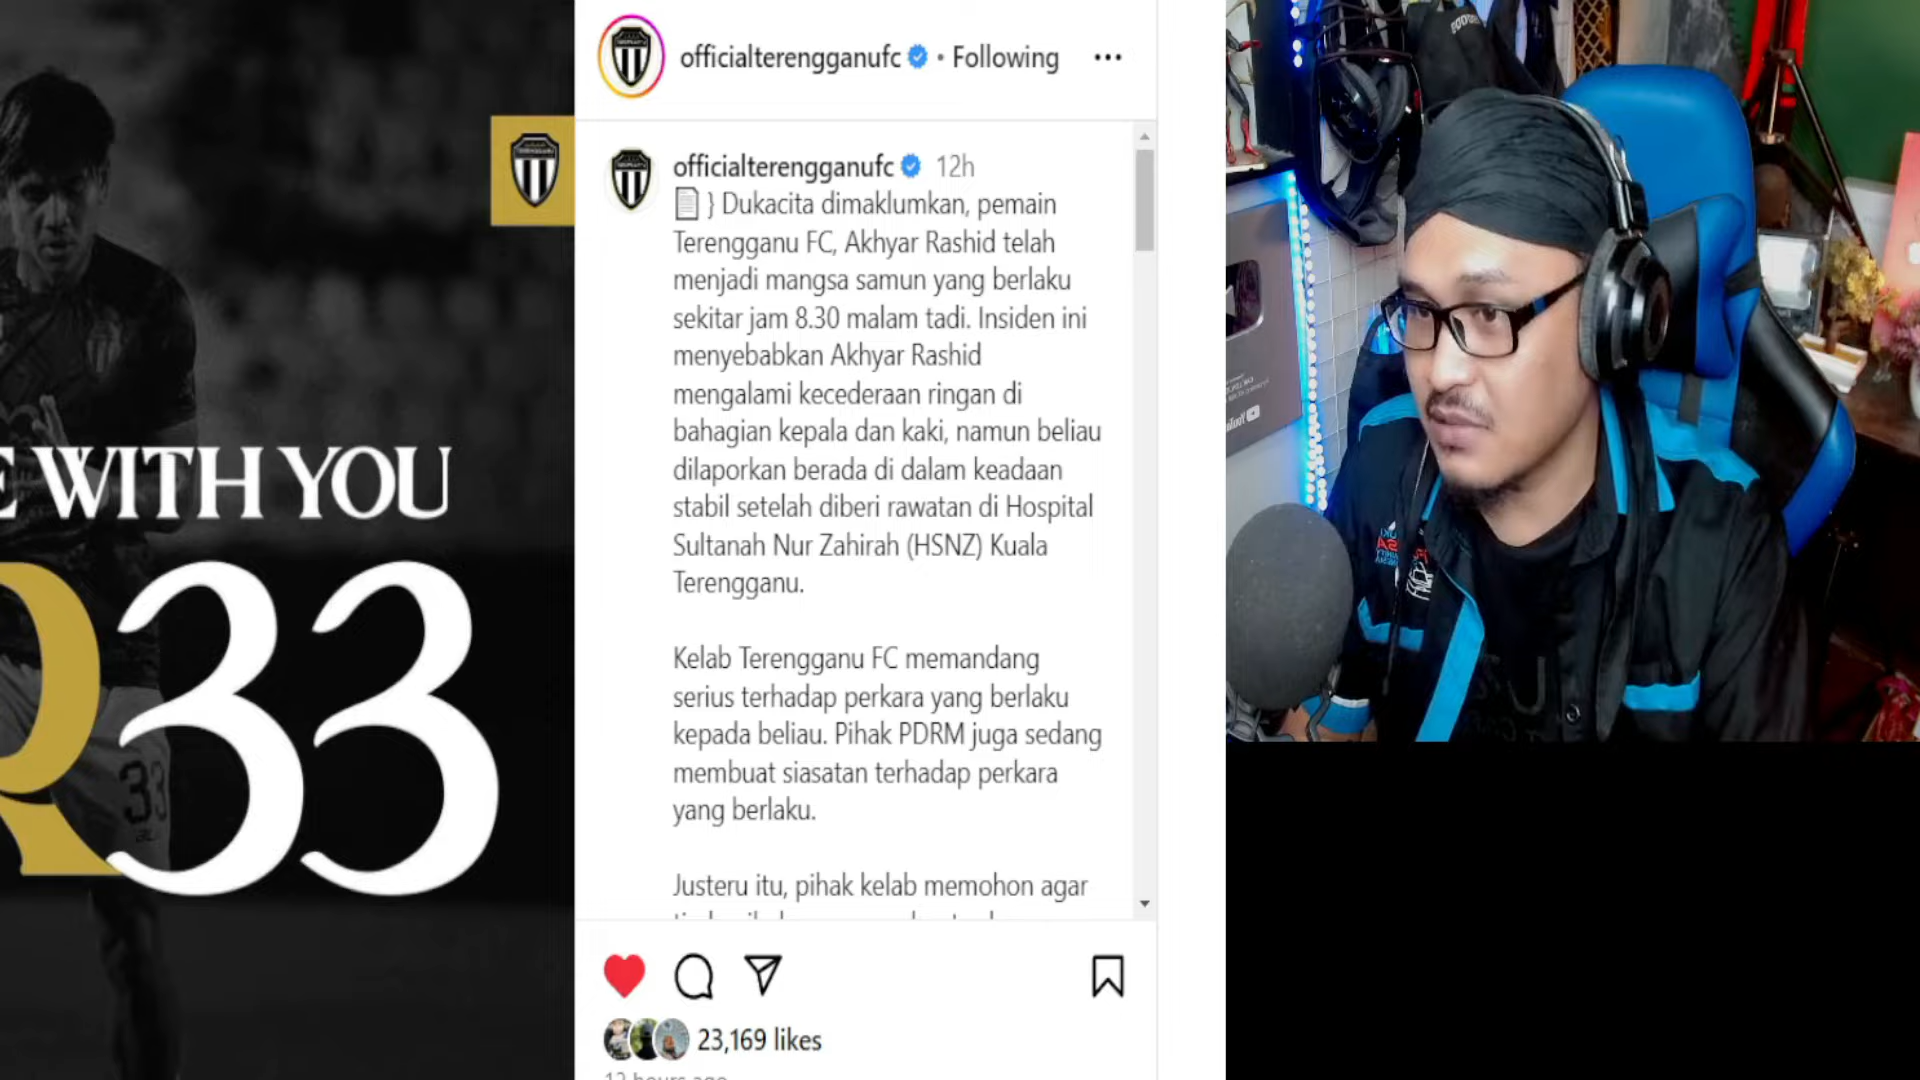 officialterengganufc • Following
officialterengganufc 12h
} Dukacita dimaklumkan, pemain
Terengganu FC, Akhyar Rashid telah
menjadi mangsa samun yang berlaku
sekitar jam 8.30 malam tadi. Insiden ini
menyebabkan Akhyar Rashid
mengalami kecederaan ringan di
bahagian kepala dan kaki, namun beliau
dilaporkan berada di dalam keadaan
stabil setelah diberi rawatan di Hospital
Sultanah Nur Zahirah (HSNZ) Kuala
Terengganu.
Kelab Terengganu FC memandang
serius terhadap perkara yang berlaku
kepada beliau. Pihak PDRM juga sedang
membuat siasatan terhadap perkara
yang berlaku.
Justeru itu, pihak kelab memohon agar
23,169 likes
12 hours ago
E WITH YOU
R33
33